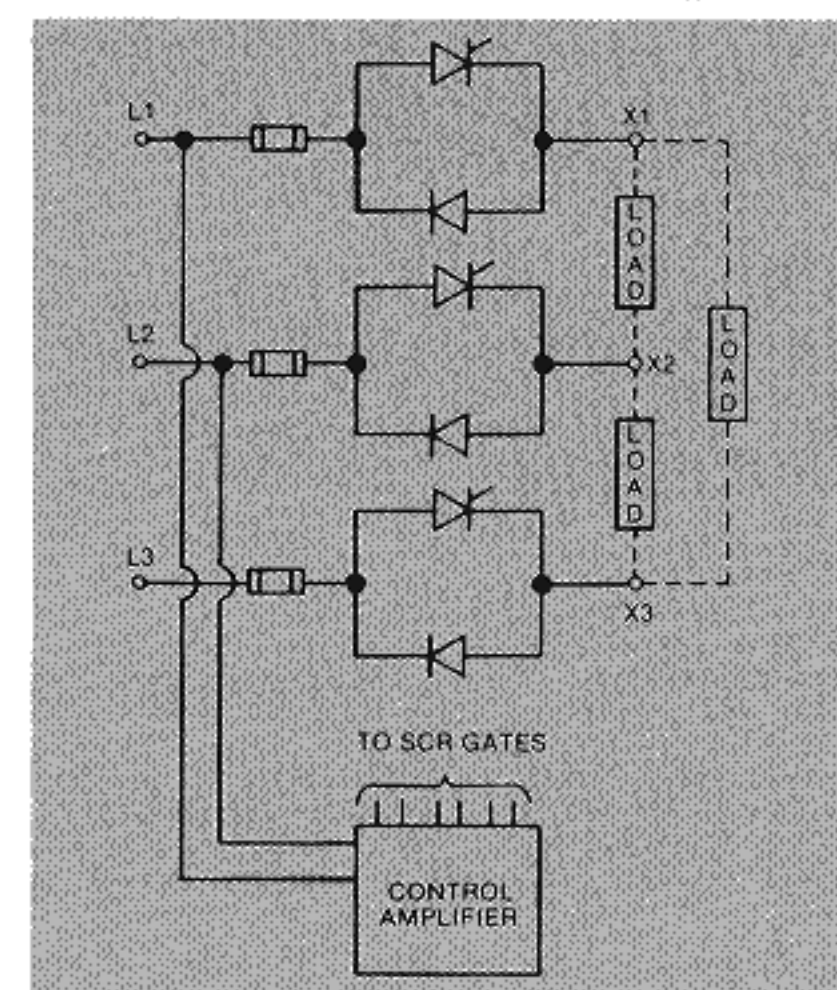 L1
X1
LOAD
L2
X2
LOAD
LOAD
L3
X3
TO SCR GATES
CONTROL
AMPLIFIER